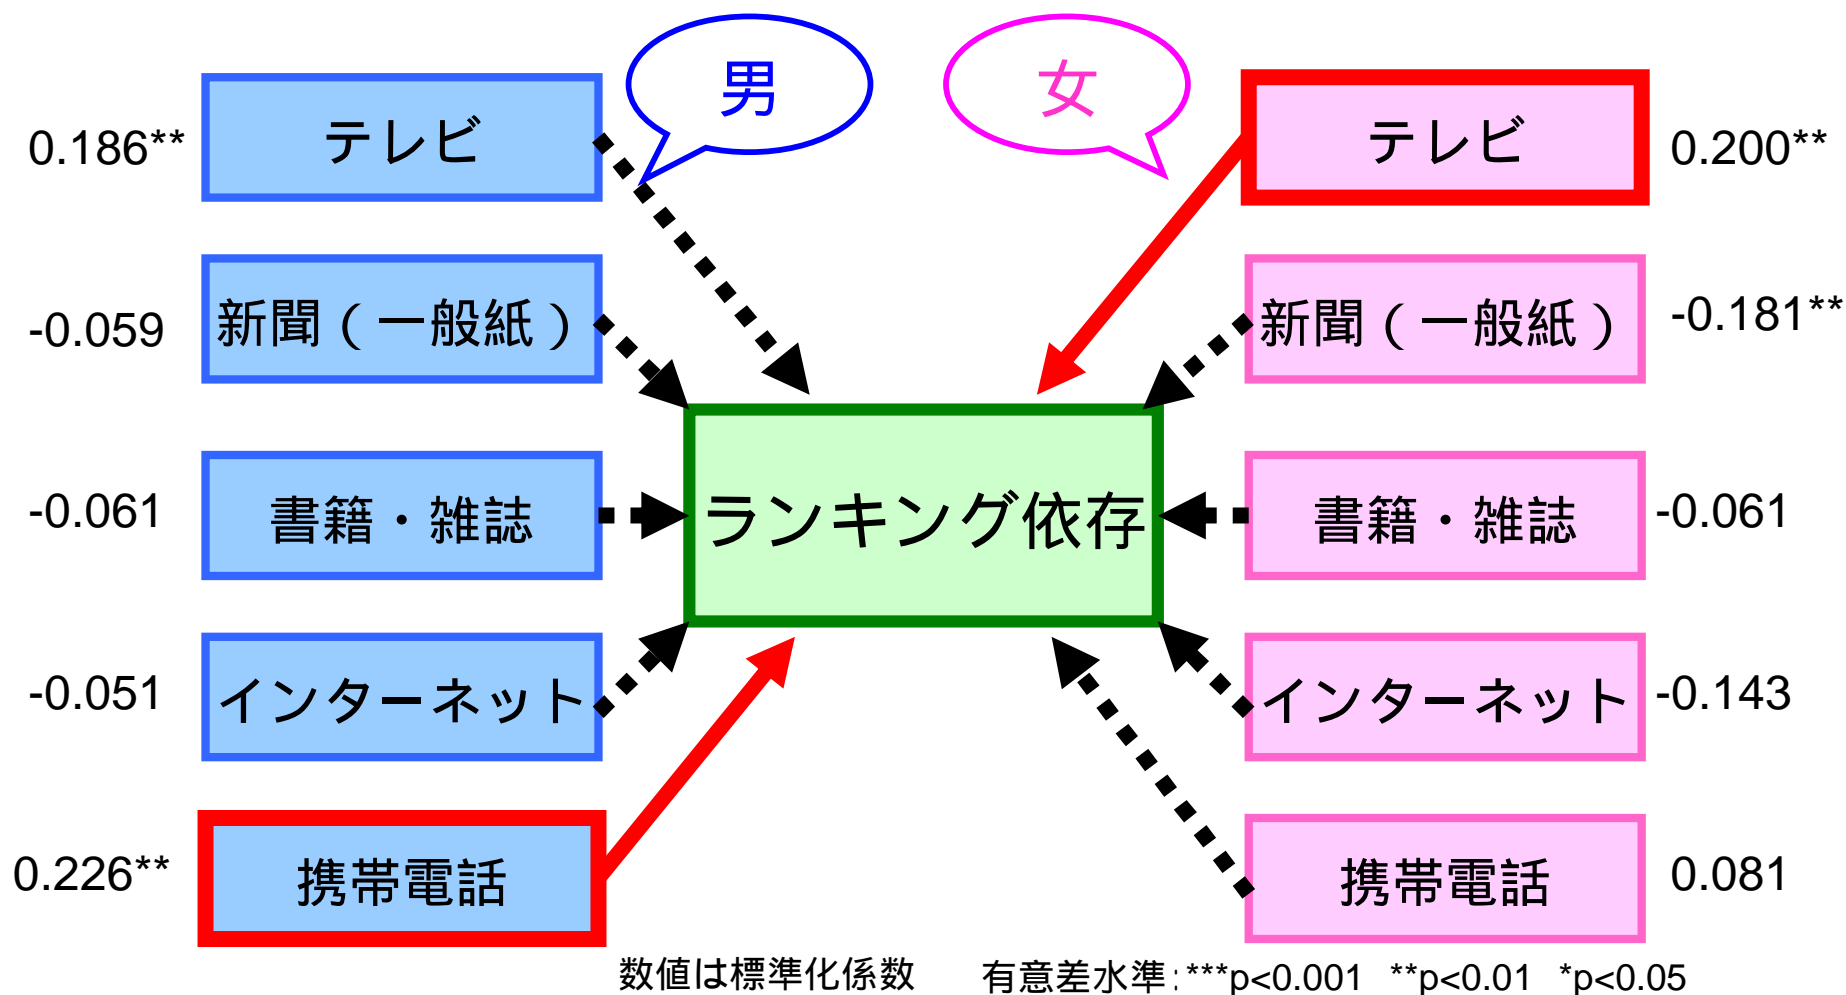 男
女
0.186**
テレビ
テレビ
0.200**
-0.059
新聞（一般紙）
新聞（一般紙）
-0.181**
-0.061
書籍・雑誌
ランキング依存
書籍・雑誌
-0.061
-0.051
インターネット
インターネット
-0.143
0.226**
携帯電話
携帯電話
0.081
数値は標準化係数
有意差水準:***p<0.001 **p<0.01 *p<0.05